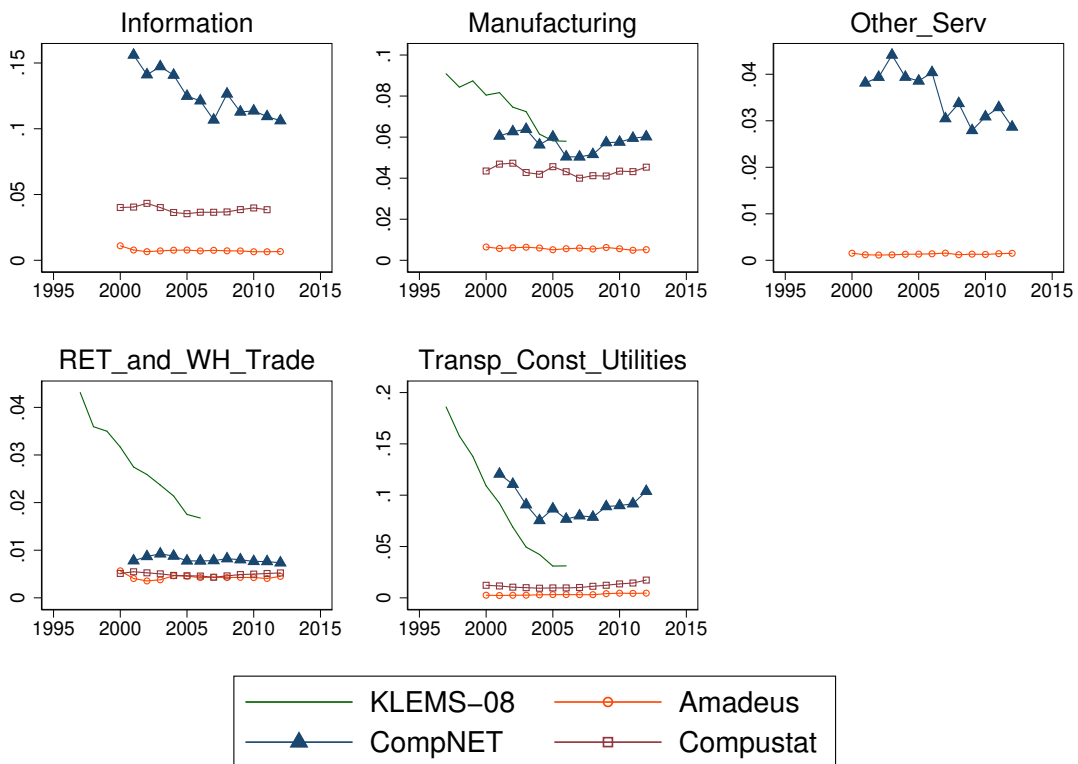 Information
Manufacturing
Other_Serv
.15
.1
.05
0
1995 2000 2005 2010 2015
.1
.08
.06
.04
.02
0
1995 2000 2005 2010 2015
.04
.03
.02
.01
0
1995 2000 2005 2010 2015
RET_and_WH_Trade
Transp_Const_Utilities
.04
.03
.02
.01
0
1995 2000 2005 2010 2015
.2
.15
.1
.05
0
1995 2000 2005 2010 2015
KLEMS−08
Amadeus
CompNET
Compustat